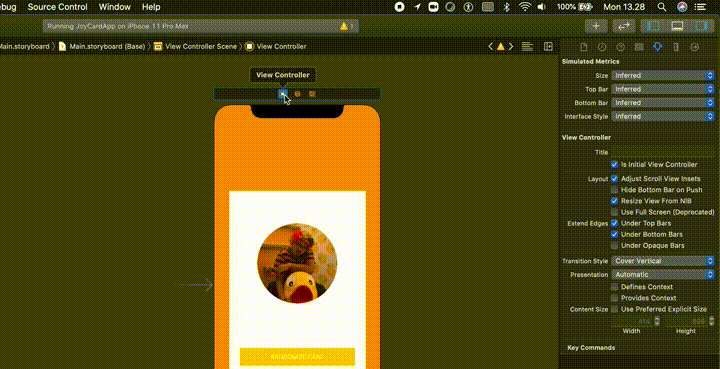 ebug Source Control Window Help 100% Mon 13.28
Running JoyCardApp on iPhone 11 Pro Max 1
Main.storyboard Main.storyboard (Base) View Controller Scene View Controller
View Controller
Simulated Metrics
Size Inferred
Top Bar Inferred
Bottom Bar Inferred
Interface Style Inferred
View Controller
Title
Is Initial View Controller
Layout Adjust Scroll View Insets
Hide Bottom Bar on Push
Resize View From NIB
Use Full Screen (Deprecated)
Extend Edges Under Top Bars
Under Bottom Bars
Under Opaque Bars
Transition Style Cover Vertical
Presentation Automatic
Defines Context
Provides Context
Content Size Use Preferred Explicit Size
414 896
Width Height
Key Commands
RANDOMIZE CARD